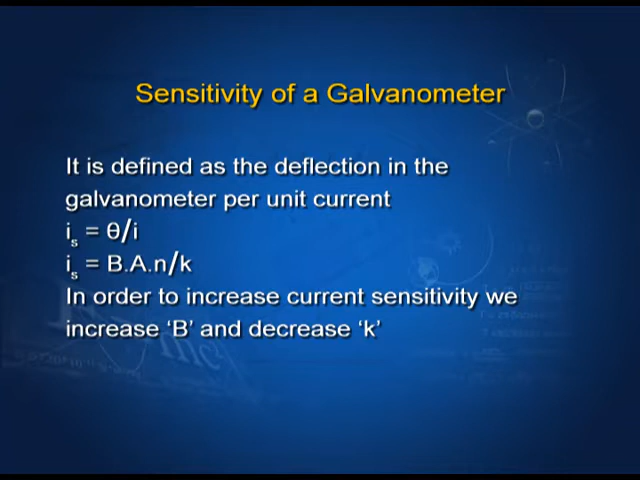 Sensitivity of a Galvanometer
It is defined as the deflection in the
galvanometer per unit current
iₛ = θ/i
iₛ = B.A.n/k
In order to increase current sensitivity we
increase ‘B’ and decrease ‘k’